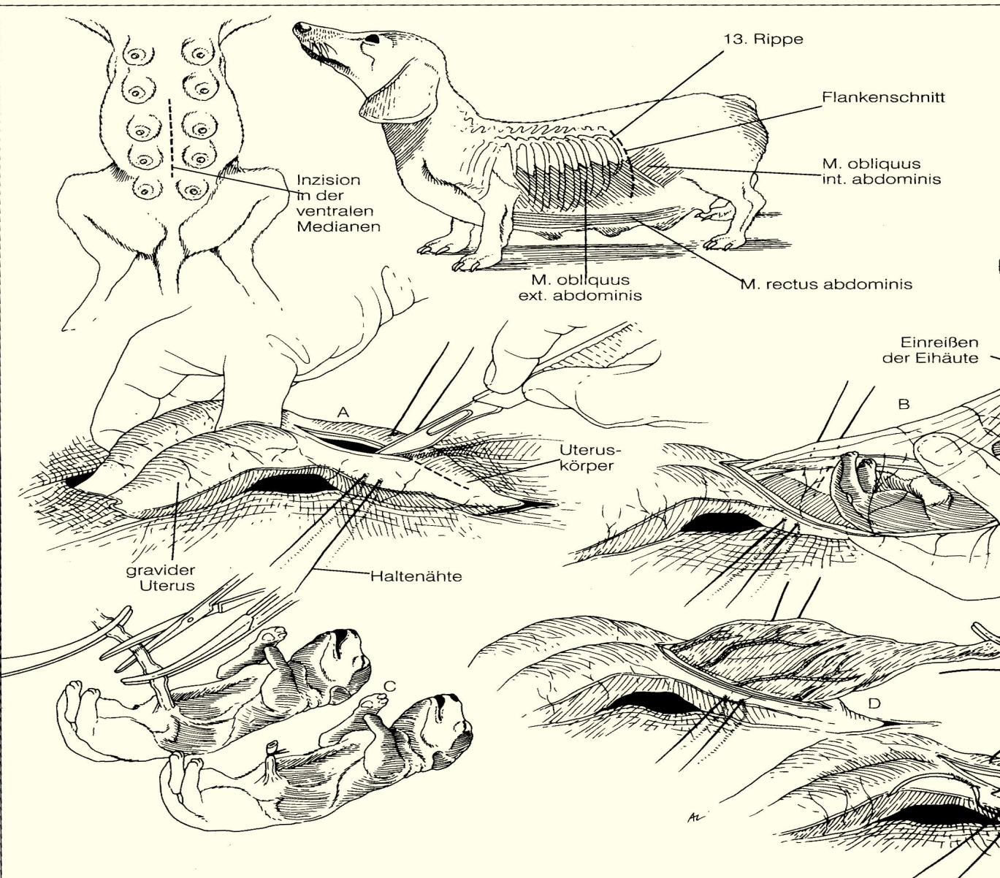 13. Rippe
Flankenschnitt
M. obliquus
int. abdominis
Inzision
in der
ventralen
Medianen
M. obliquus
ext. abdominis
M. rectus abdominis
Einreißen
der Eihäute
A
B
Uterus-
körper
gravider
Uterus
Haltenähte
C
D
AL